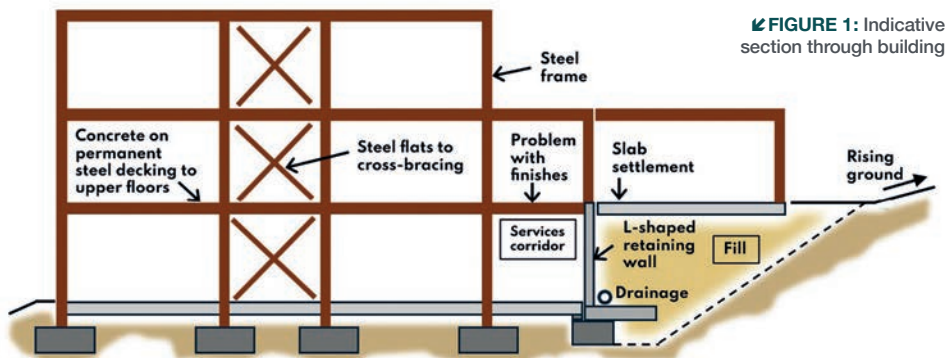 ↙FIGURE 1: Indicative
section through building
Steel
frame
Concrete on
permanent
steel decking to
upper floors
Steel flats to
cross-bracing
Problem
with
finishes
Slab
settlement
Rising
ground
Services
corridor
L-shaped
retaining
wall
Fill
Drainage